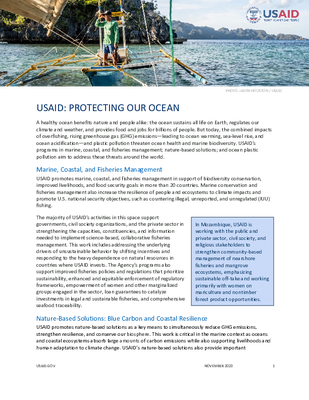 USAID
FROM THE AMERICAN PEOPLE
USAID: PROTECTING OUR OCEAN
A healthy ocean benefits nature and people alike: the ocean sustains all life on Earth, regulates our
climate and weather, and provides food and jobs for billions of people. But today, the combined impacts
of overfishing, rising greenhouse gas (GHG) emissions—leading to ocean warming, sea-level rise, and
ocean acidification—and plastic pollution threaten ocean health and marine biodiversity. USAID's
programs in marine, coastal, and fisheries management; nature-based solutions; and ocean plastic
pollution aim to address these threats around the world.
Marine, Coastal, and Fisheries Management
USAID promotes marine, coastal, and fisheries management in support of biodiversity conservation,
improved livelihoods, and food security goals in more than 20 countries. Marine conservation and
fisheries management also increase the resilience of people and ecosystems to climate impacts and
promote U.S. national security objectives, such as countering illegal, unreported, and unregulated (IUU)
fishing.
The majority of USAID's activities in this space support
governments, civil society organizations, and the private sector in
strengthening the capacities, constituencies, and information
needed to implement science-based, collaborative fisheries
management. This work includes addressing the underlying
drivers of unsustainable behavior by shifting incentives and
responding to the heavy dependence on natural resources in
countries where USAID invests. The Agency's programs also
support improved fisheries policies and regulations that prioritize
sustainability, enhanced and equitable enforcement of regulatory
frameworks, empowerment of women and other marginalized
groups engaged in the sector, loan guarantees to catalyze
investments in legal and sustainable fisheries, and comprehensive
seafood traceability.
In Mozambique, USAID is
working with the public and
private sector, civil society, and
religious stakeholders to
strengthen community-based
management of nearshore
fisheries and mangrove
ecosystems, emphasizing
sustainable off-take and working
primarily with women on
mariculture and nontimber
forest product opportunities.
Nature-Based Solutions: Blue Carbon and Coastal Resilience
USAID promotes nature-based solutions as a key means to simultaneously reduce GHG emissions,
strengthen resilience, and conserve our biosphere. This work is critical in the marine context as oceans
and coastal ecosystems absorb large amounts of carbon emissions while also supporting livelihoods and
human adaptation to climate change. USAID's nature-based solutions also provide important
USAID.GOV NOVEMBER 2023 1